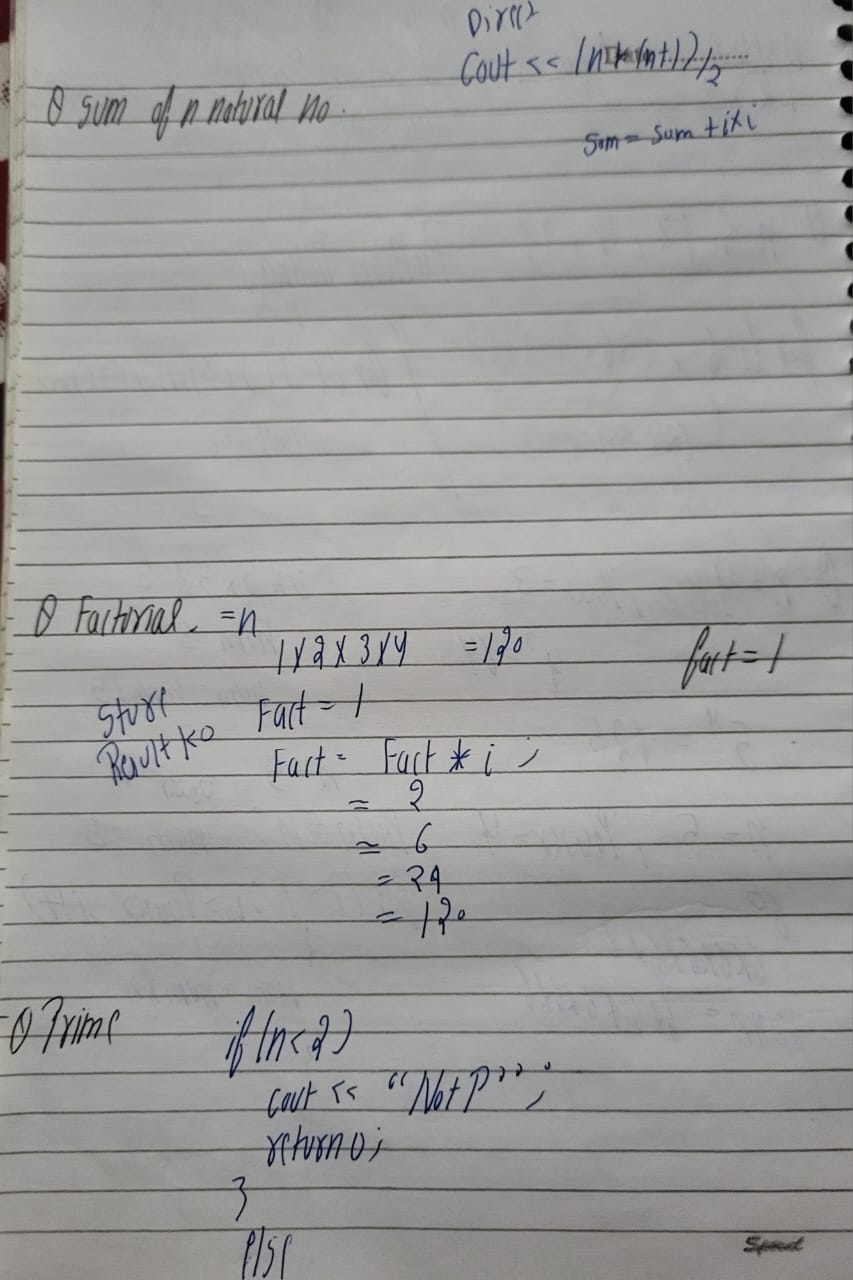 Direct
Cout << (n * (n+1))/2
Q Sum of n natural no.
Sum = Sum + i×i
Q Factorial = n
1×2×3×4 =120
fact = 1
Store
Result ko
Fact = 1
Fact = Fact * i ;
= 2
= 6
= 24
= 120
Q Prime
if (n<2)
cout << "Not P" ;
return 0;
}
else